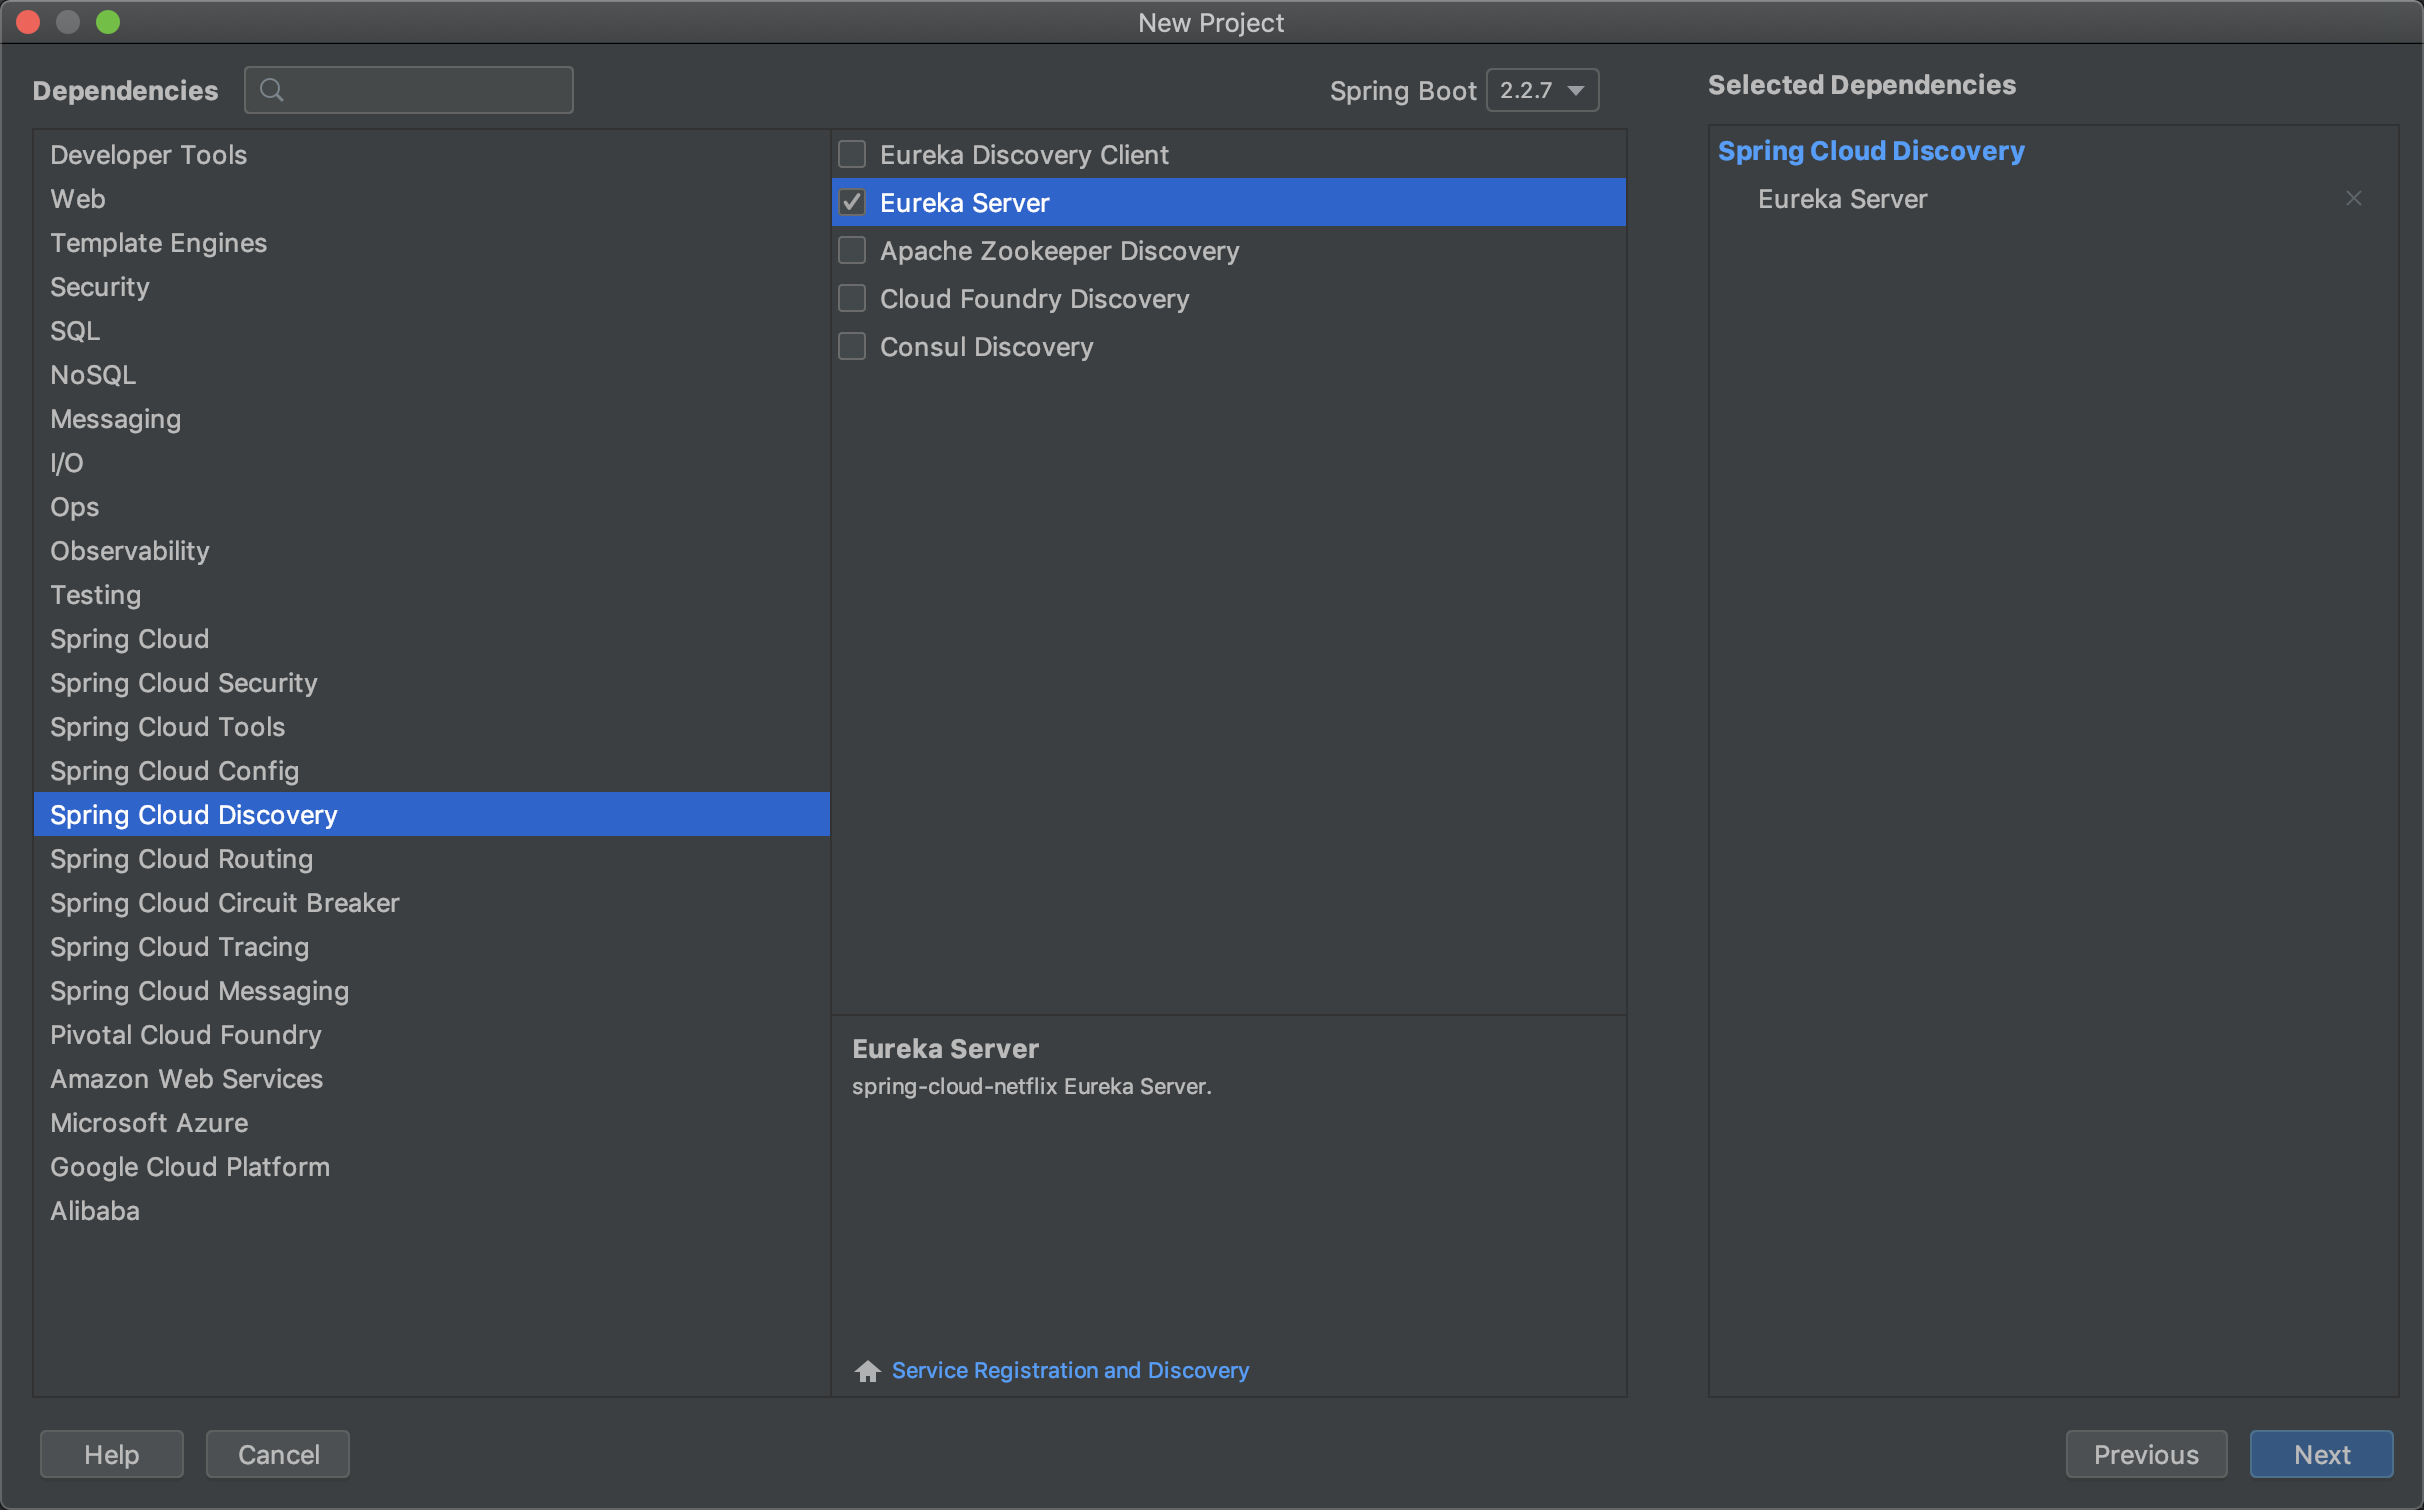 New Project
Dependencies
Spring Boot 2.2.7
Selected Dependencies
Developer Tools
Web
Template Engines
Security
SQL
NoSQL
Messaging
I/O
Ops
Observability
Testing
Spring Cloud
Spring Cloud Security
Spring Cloud Tools
Spring Cloud Config
Spring Cloud Discovery
Spring Cloud Routing
Spring Cloud Circuit Breaker
Spring Cloud Tracing
Spring Cloud Messaging
Pivotal Cloud Foundry
Amazon Web Services
Microsoft Azure
Google Cloud Platform
Alibaba
Eureka Discovery Client
Eureka Server
Apache Zookeeper Discovery
Cloud Foundry Discovery
Consul Discovery
Eureka Server
spring-cloud-netflix Eureka Server.
Service Registration and Discovery
Spring Cloud Discovery
Eureka Server
Help
Cancel
Previous
Next